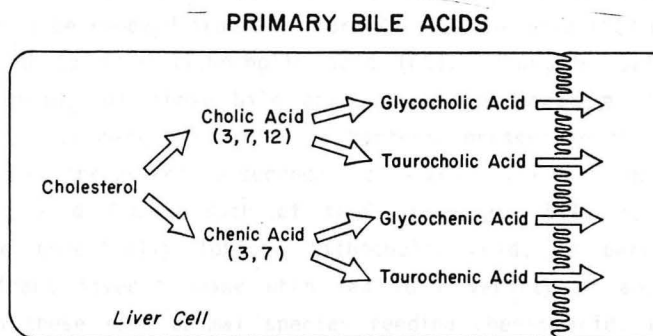 PRIMARY BILE ACIDS
Glycocholic Acid
Cholic Acid
(3,7,12)
Taurocholic Acid
Cholesterol
Glycochenic Acid
Chenic Acid
(3,7)
Taurochenic Acid
Liver Cell